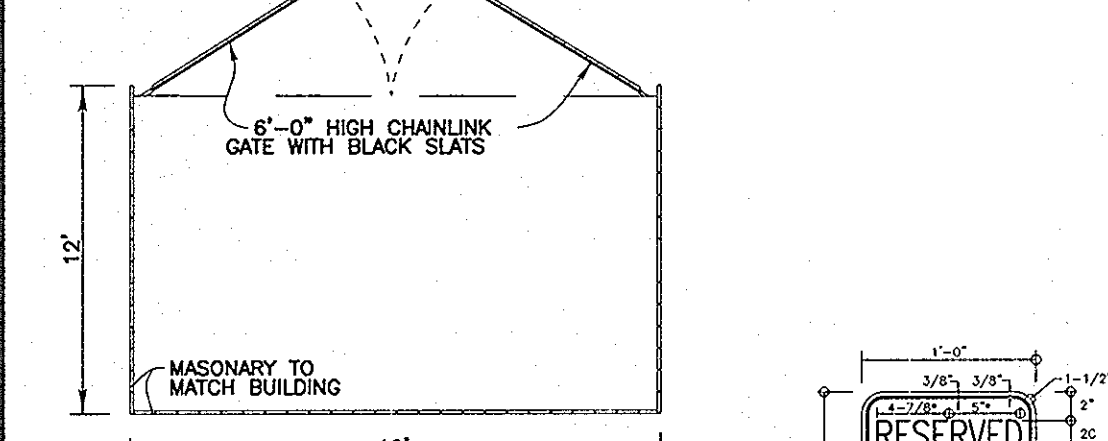 6'-0" HIGH CHAINLINK
GATE WITH BLACK SLATS
12'
MASONARY TO
MATCH BUILDING
1'-0"
3/8" 3/8"
1-1/2"
4-7/8" 5"
2"
RESERVED
2C